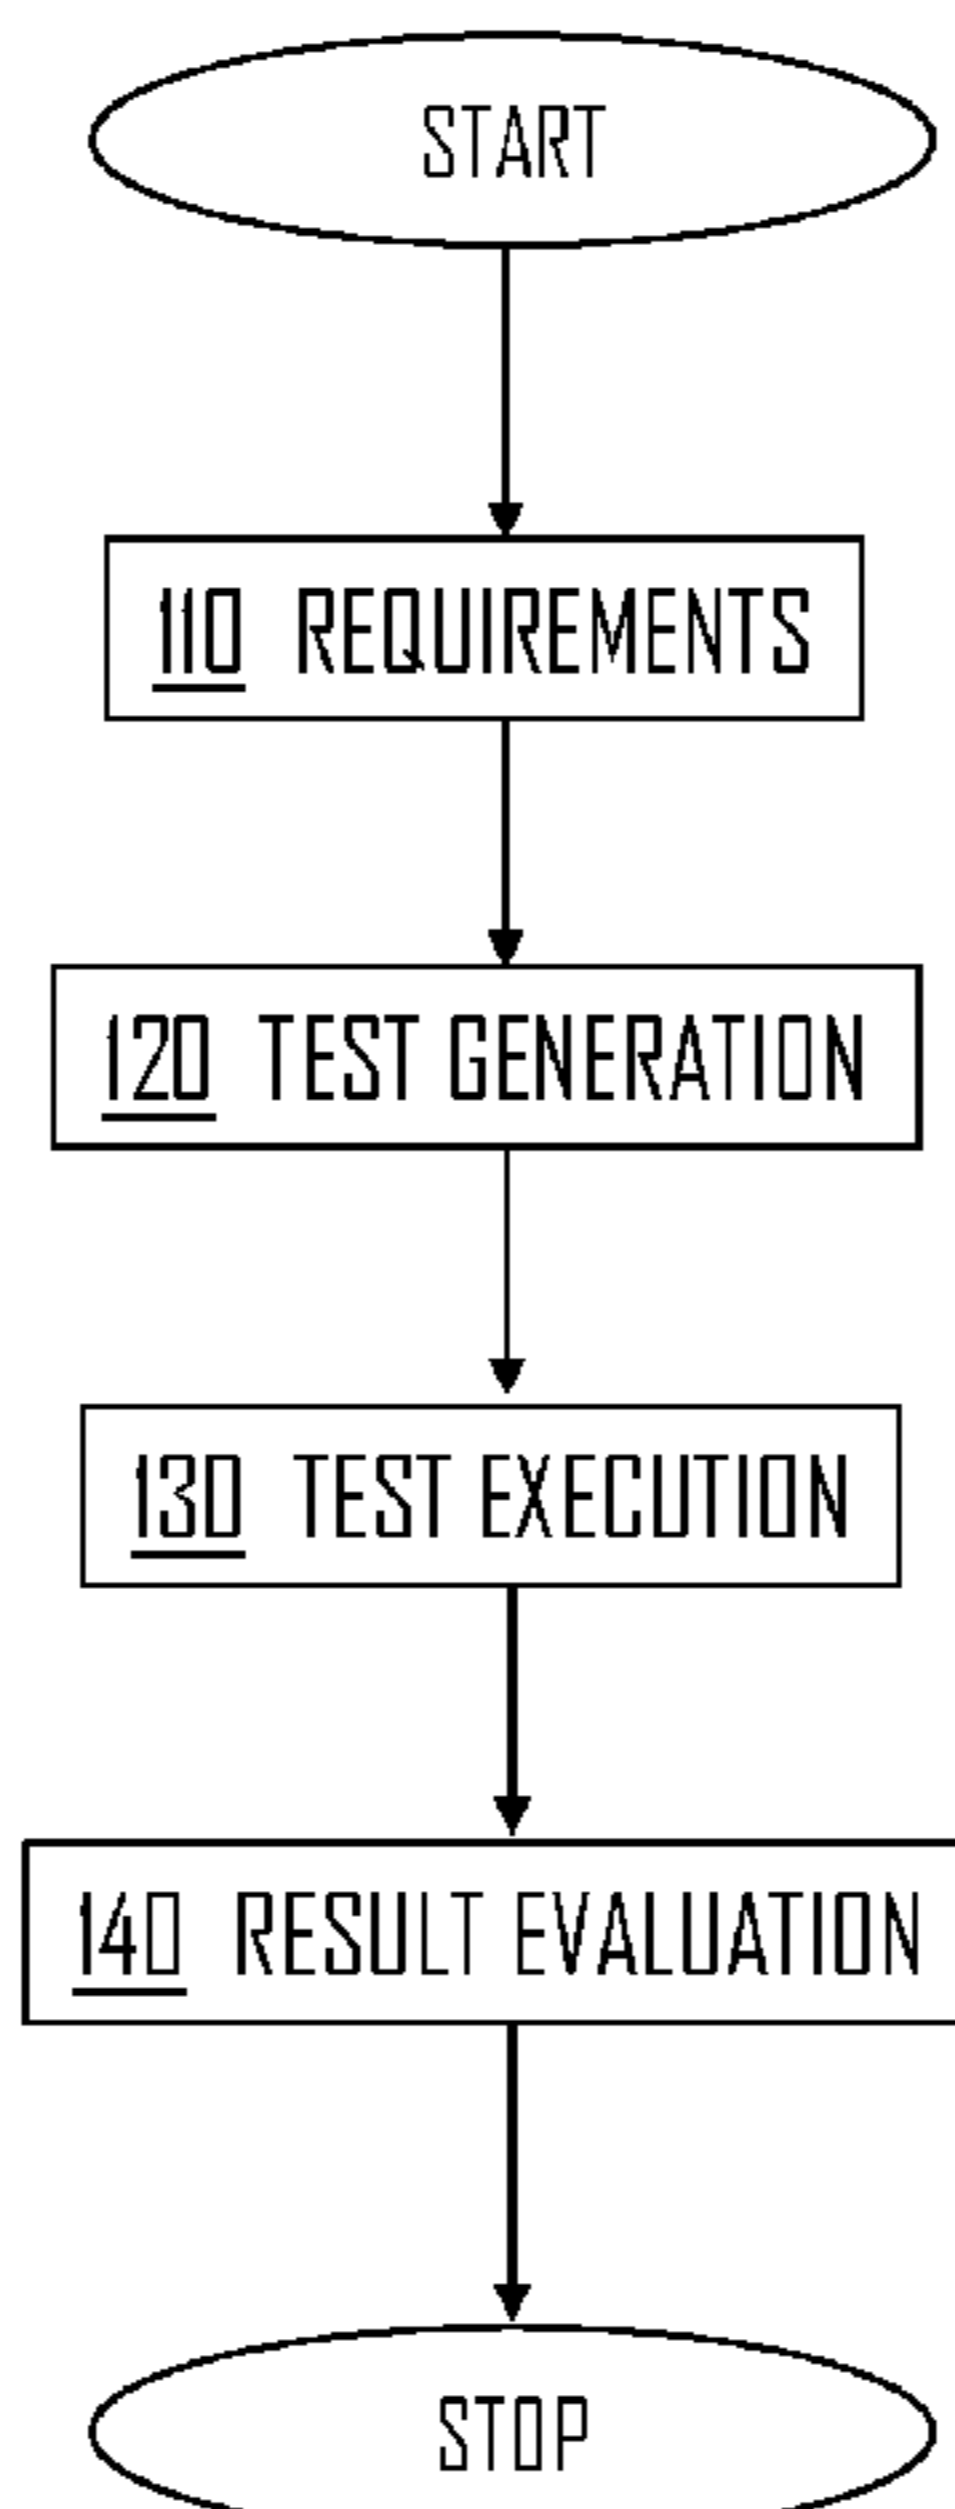 START
110 REQUIREMENTS
120 TEST GENERATION
130 TEST EXECUTION
140 RESULT EVALUATION
STOP